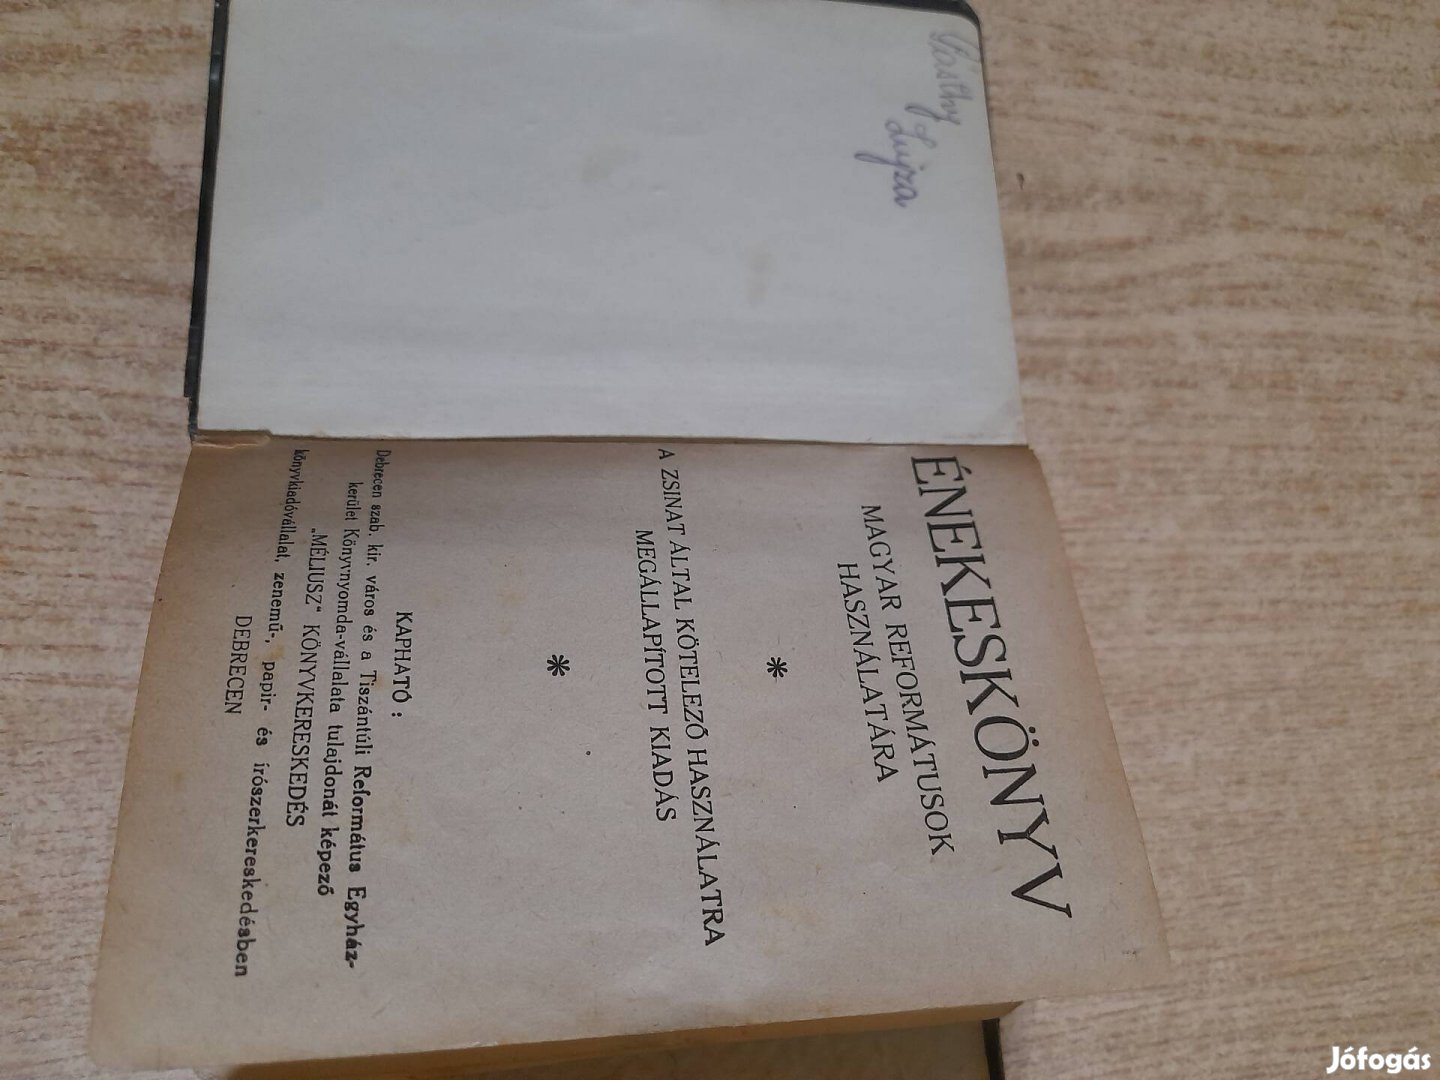 Lujza
ÉNEKESKÖNYV
MAGYAR REFORMÁTUSOK
HASZNÁLATÁRA
*
A ZSINAT ÁLTAL KÖTELEZŐ HASZNÁLATRA
MEGÁLLAPÍTOTT KIADÁS
*
KAPHATÓ:
Debrecen szab. kir. város és a Tiszántúli Református Egyház-
kerület Könyvnyomda-vállalata tulajdonát képező
„MÉLIUSZ“ KÖNYVKERESKEDÉS
könyvkiadóvállalat, zenemű-, papir- és írószerkereskedésben
DEBRECEN
Jófogás